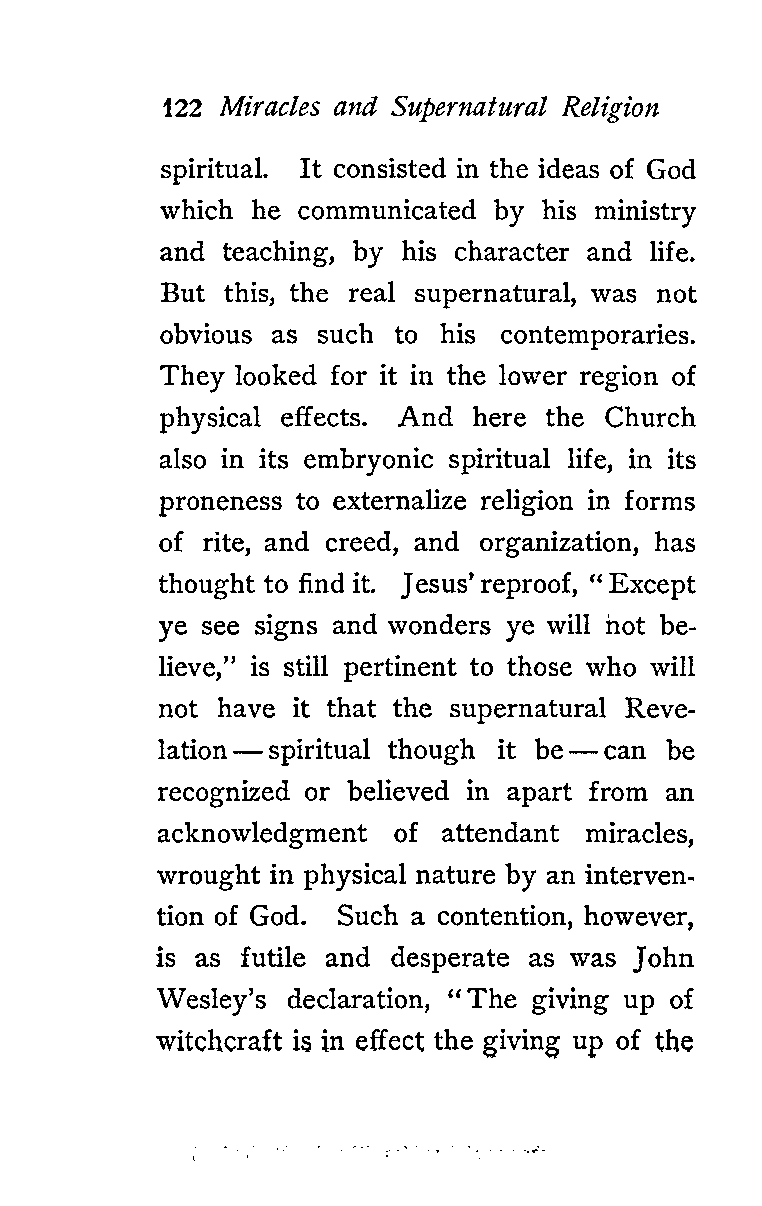 122 Miracles and Supernatural Religion
spiritual. It consisted in the ideas of God
which he communicated by his ministry
and teaching, by his character and life.
But this, the real supernatural, was not
obvious as such to his contemporaries.
They looked for it in the lower region of
physical effects. And here the Church
also in its embryonic spiritual life, in its
proneness to externalize religion in forms
of rite, and creed, and organization, has
thought to find it. Jesus' reproof, "Except
ye see signs and wonders ye will not be-
lieve," is still pertinent to those who will
not have it that the supernatural Reve-
lation — spiritual though it be — can be
recognized or believed in apart from an
acknowledgment of attendant miracles,
wrought in physical nature by an interven-
tion of God. Such a contention, however,
is as futile and desperate as was John
Wesley's declaration, "The giving up of
witchcraft is in effect the giving up of the